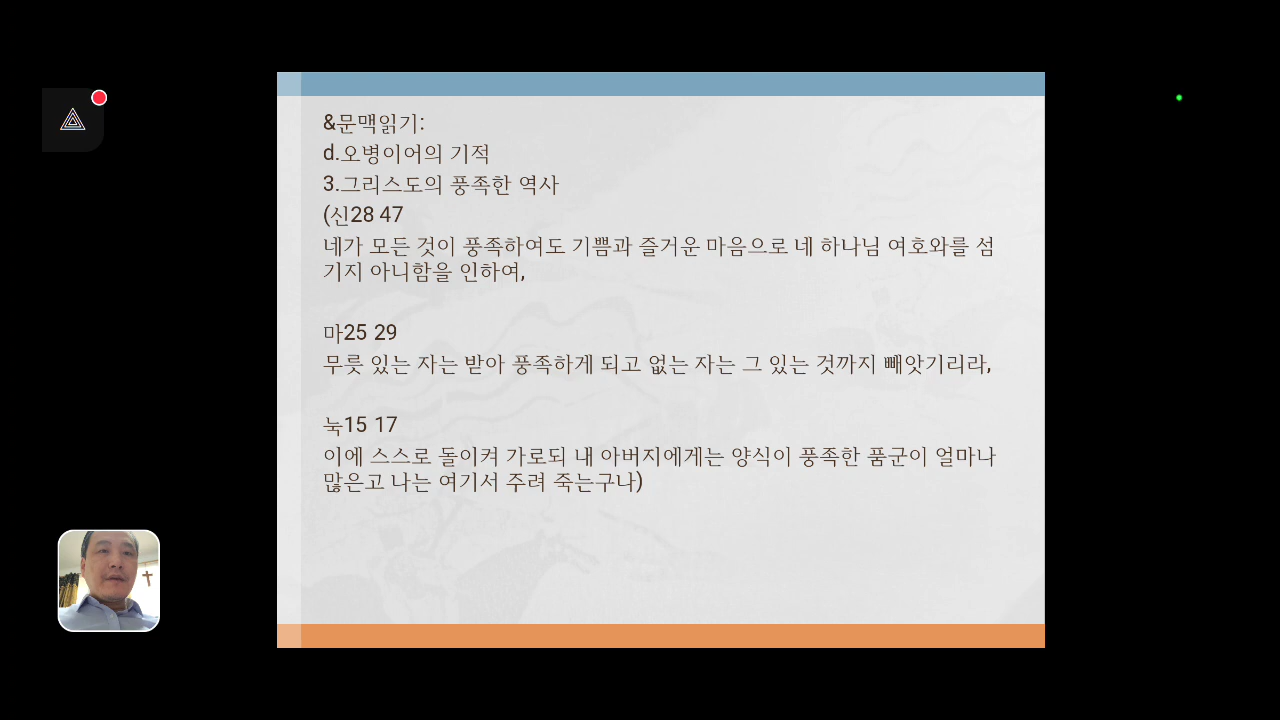 &문맥읽기:
d.오병이어의 기적
3.그리스도의 풍족한 역사
(신28 47
네가 모든 것이 풍족하여도 기쁨과 즐거운 마음으로 네 하나님 여호와를 섬
기지 아니함을 인하여,
마25 29
무릇 있는 자는 받아 풍족하게 되고 없는 자는 그 있는 것까지 빼앗기리라,
눅15 17
이에 스스로 돌이켜 가로되 내 아버지에게는 양식이 풍족한 품군이 얼마나
많은고 나는 여기서 주려 죽는구나)